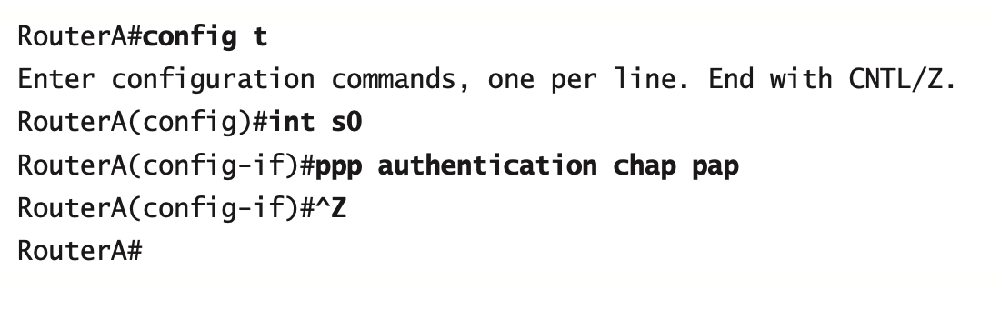 RouterA#config t
Enter configuration commands, one per line. End with CNTL/Z.
RouterA(config)#int s0
RouterA(config-if)#ppp authentication chap pap
RouterA(config-if)#^Z
RouterA#